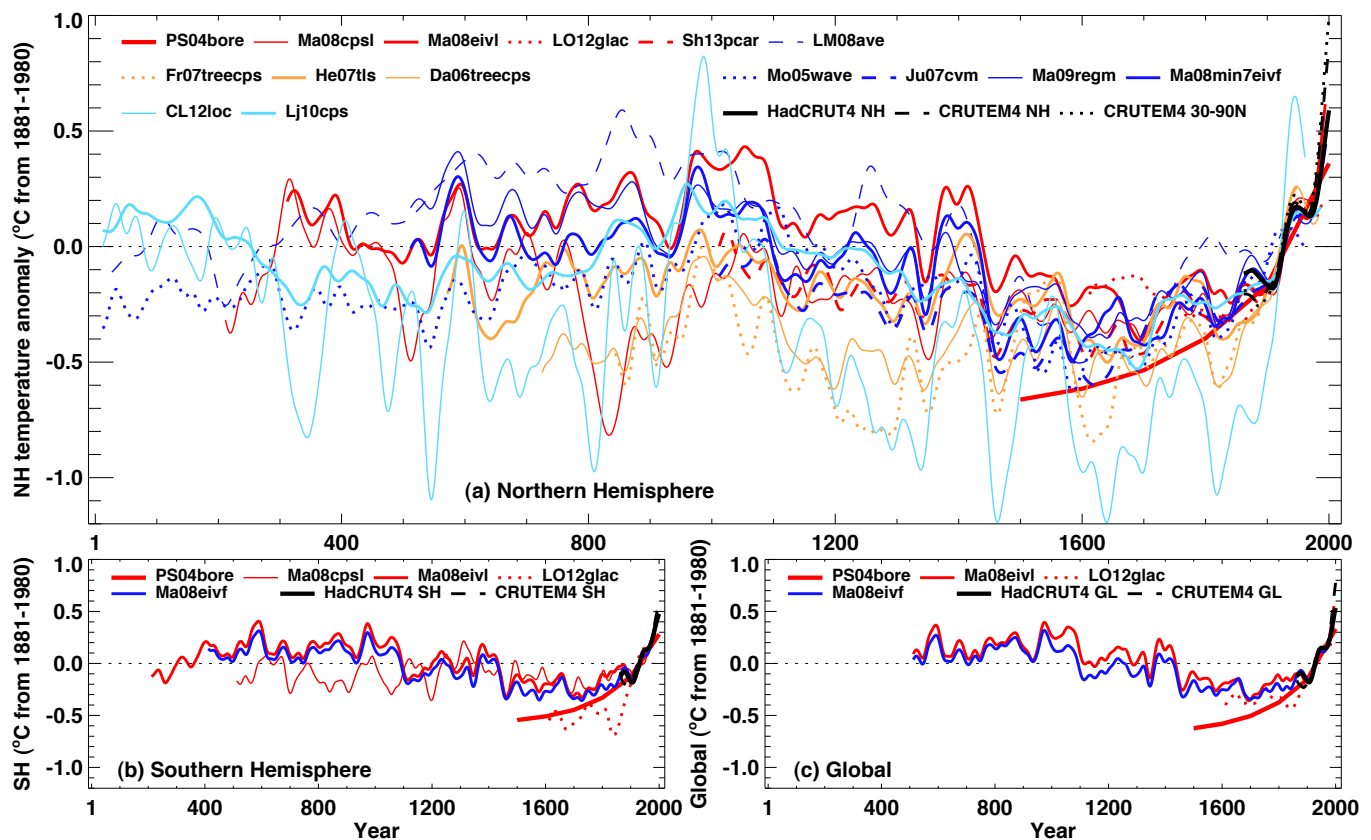 1.0
PS04bore Ma08cpsl Ma08eivl LO12glac Sh13pcar LM08ave
Fr07treecps He07tls Da06treecps Mo05wave Ju07cvm Ma09regm Ma08min7eivf
CL12loc Lj10cps HadCRUT4 NH CRUTEM4 NH CRUTEM4 30-90N
0.5
0.0
-0.5
-1.0
NH temperature anomaly (°C from 1881-1980)
(a) Northern Hemisphere
1 400 800 1200 1600 2000
1.0
PS04bore Ma08cpsl Ma08eivl LO12glac
Ma08eivf HadCRUT4 SH CRUTEM4 SH
0.5
0.0
-0.5
-1.0
SH (°C from 1881-1980)
(b) Southern Hemisphere
1 400 800 1200 1600 2000
Year
1.0
PS04bore Ma08eivl LO12glac
Ma08eivf HadCRUT4 GL CRUTEM4 GL
0.5
0.0
-0.5
-1.0
Global (°C from 1881-1980)
(c) Global
1 400 800 1200 1600 2000
Year